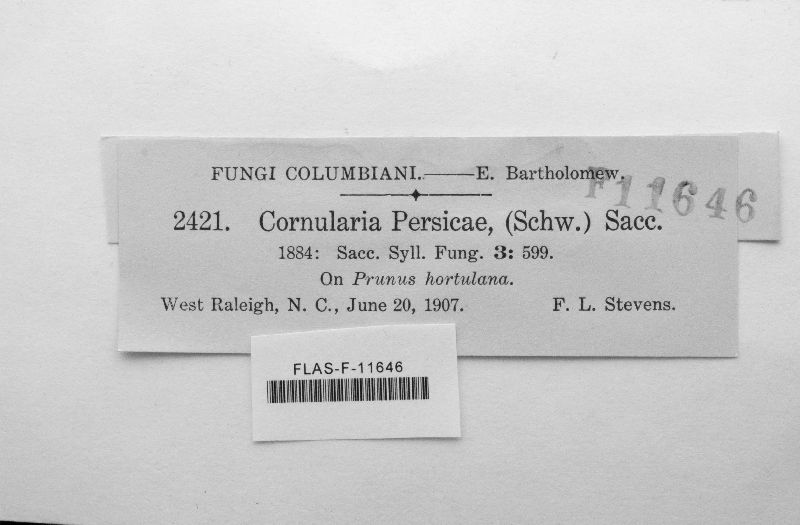 FUNGI COLUMBIANI.——E. Bartholomew.
F11646
2421. Cornularia Persicae, (Schw.) Sacc.
1884: Sacc. Syll. Fung. 3: 599.
On Prunus hortulana.
West Raleigh, N. C., June 20, 1907. F. L. Stevens.
FLAS-F-11646